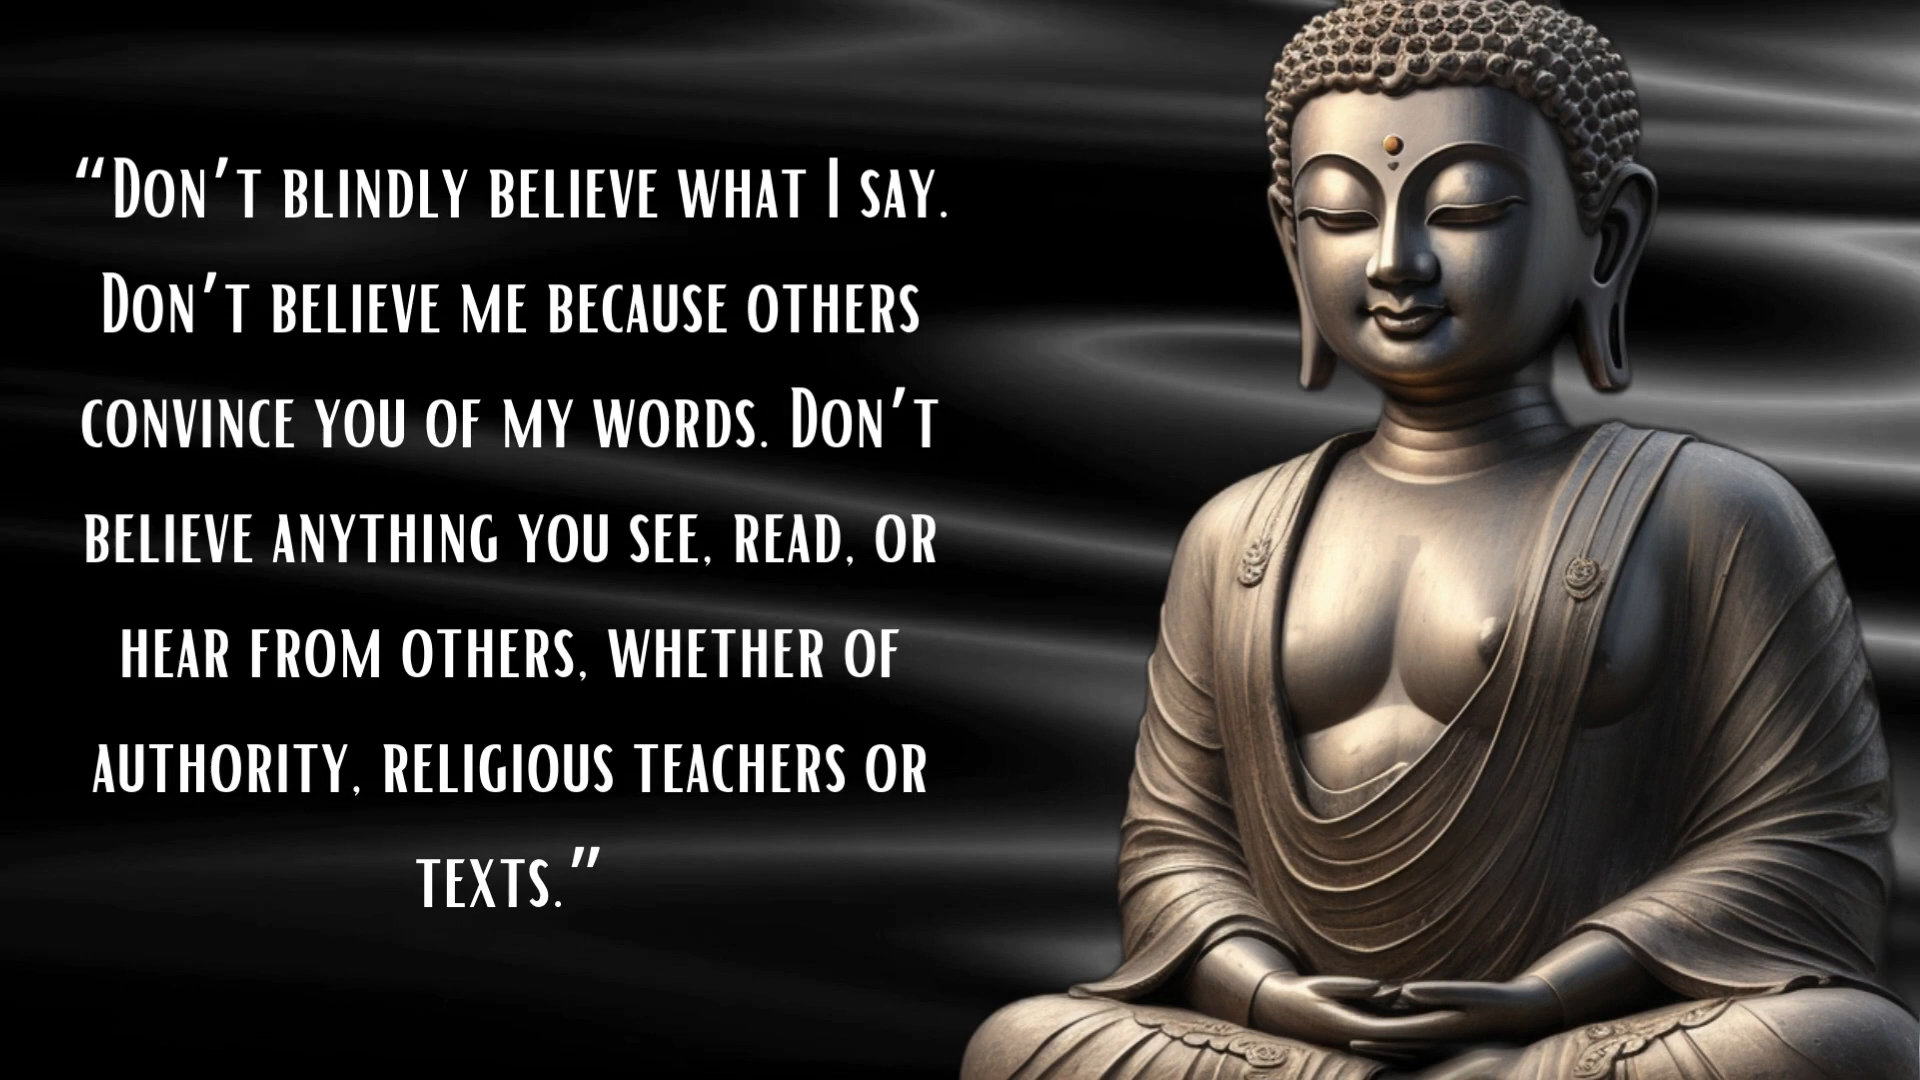 “Don't blindly believe what I say.
Don't believe me because others
convince you of my words. Don't
believe anything you see, read, or
hear from others, whether of
authority, religious teachers or
texts.”